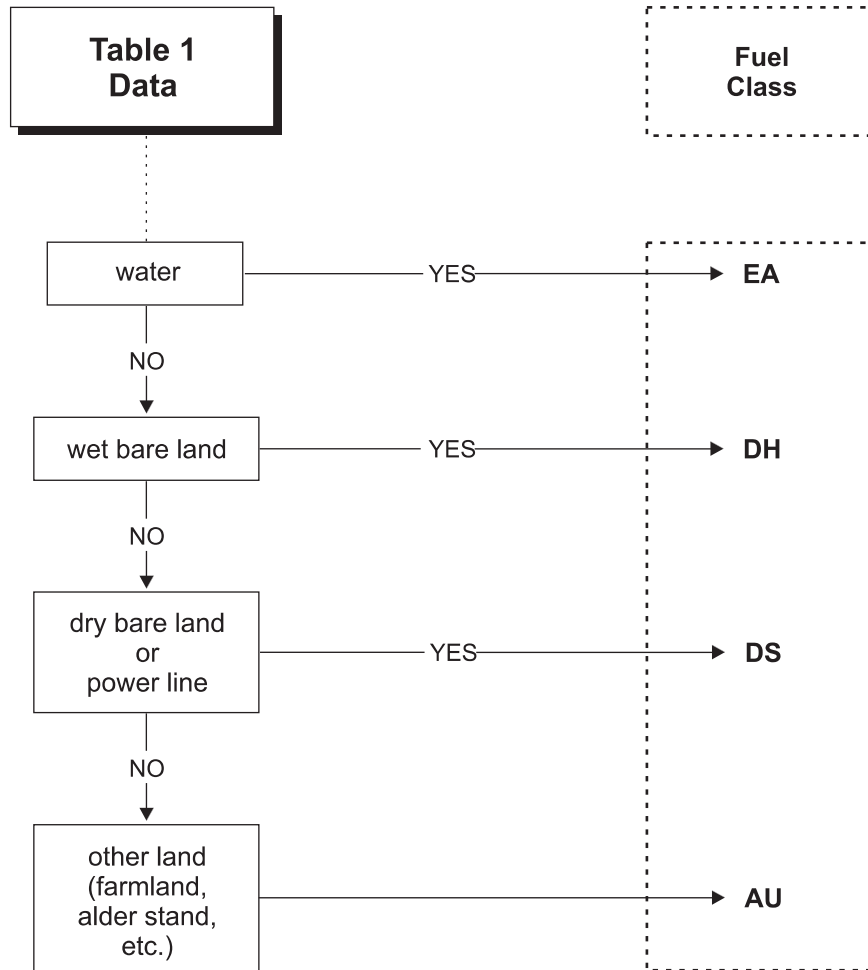 Table 1
Data
Fuel
Class
water
YES
EA
NO
wet bare land
YES
DH
NO
dry bare land
or
power line
YES
DS
NO
other land
(farmland,
alder stand,
etc.)
AU